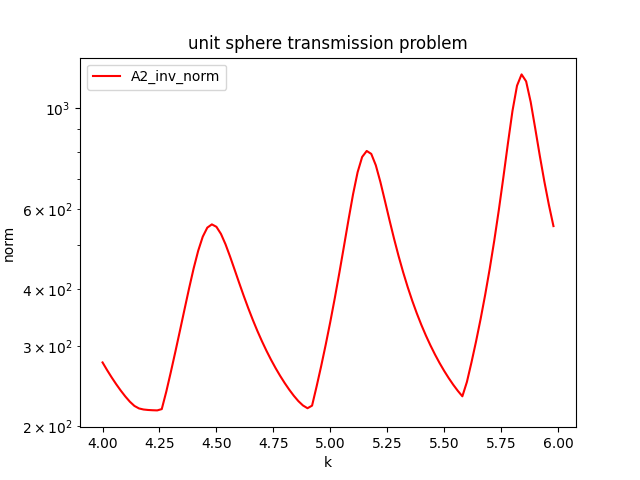 unit sphere transmission problem
A2_inv_norm
10³
6 × 10²
4 × 10²
3 × 10²
2 × 10²
norm
4.00 4.25 4.50 4.75 5.00 5.25 5.50 5.75 6.00
k